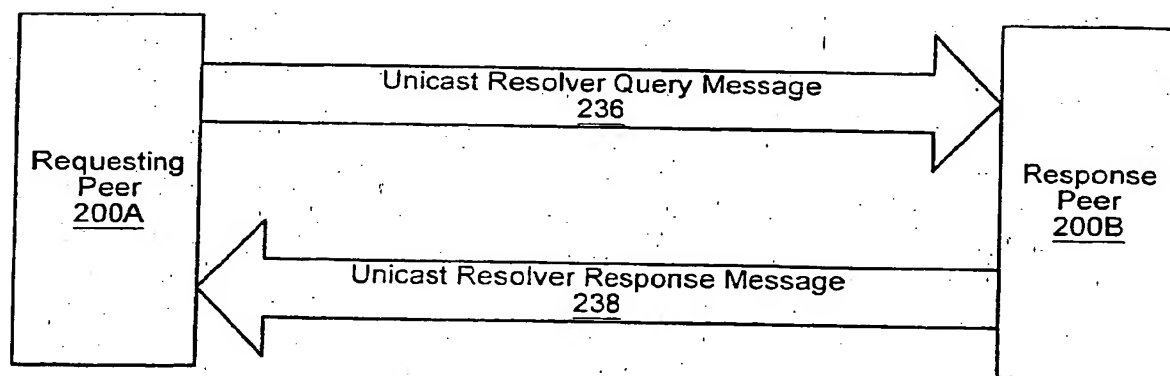 Unicast Resolver Query Message
236
Requesting
Peer
200A
Response
Peer
200B
Unicast Resolver Response Message
238